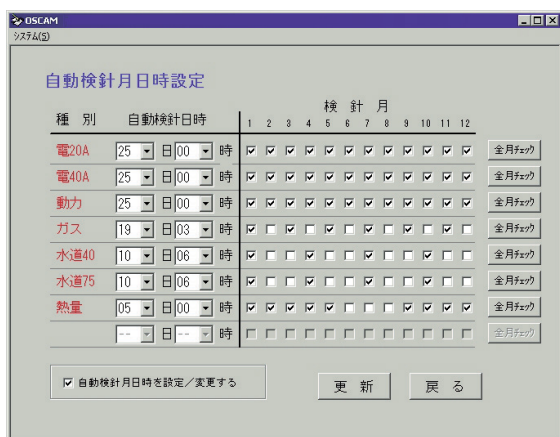 OSCAM
システム(S)
自動検針月日時設定
検 針 月
種 別 自動検針日時 1 2 3 4 5 6 7 8 9 10 11 12
電20A 25 日 00 時 全月チェック
電40A 25 日 00 時 全月チェック
動力 25 日 00 時 全月チェック
ガス 19 日 03 時 全月チェック
水道40 10 日 06 時 全月チェック
水道75 10 日 06 時 全月チェック
熱量 05 日 00 時 全月チェック
-- 日 -- 時 全月チェック
自動検針月日時を設定/変更する
更 新 戻 る